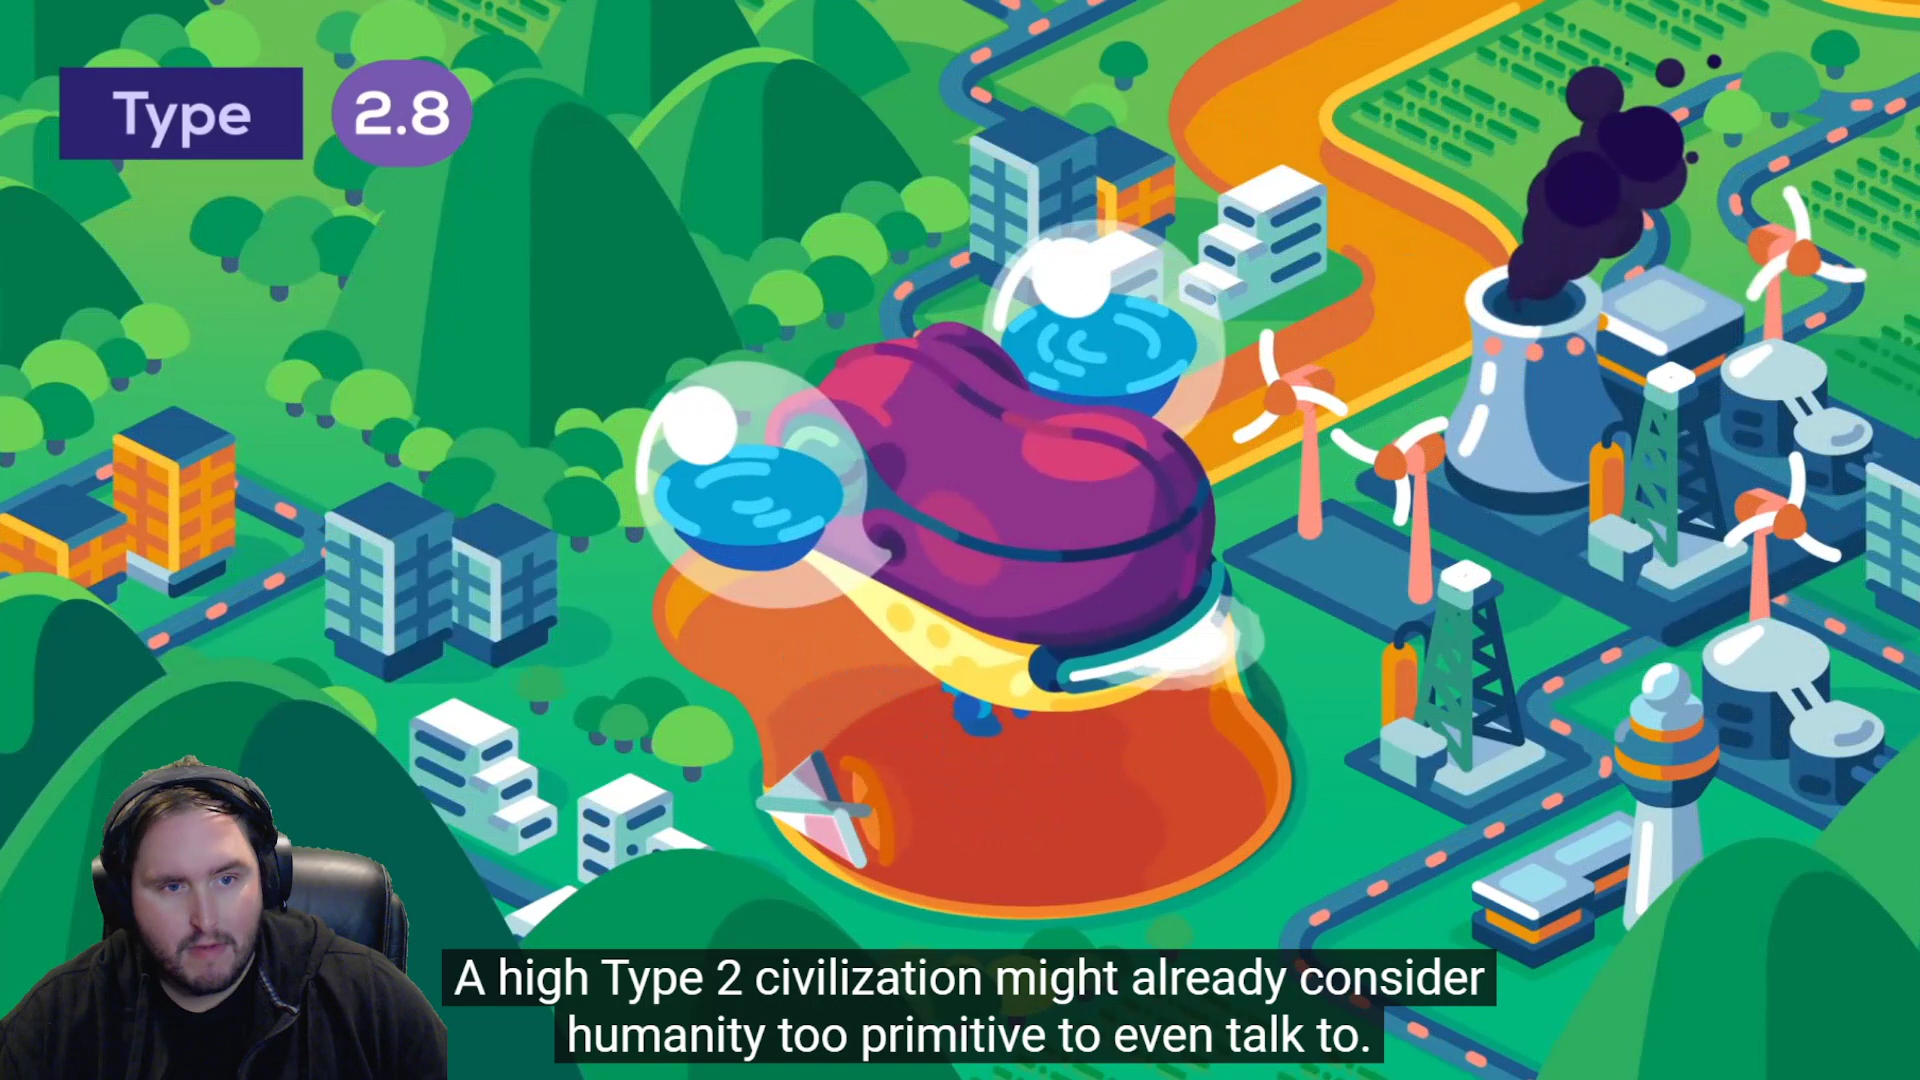 Type 2.8
A high Type 2 civilization might already consider
humanity too primitive to even talk to.